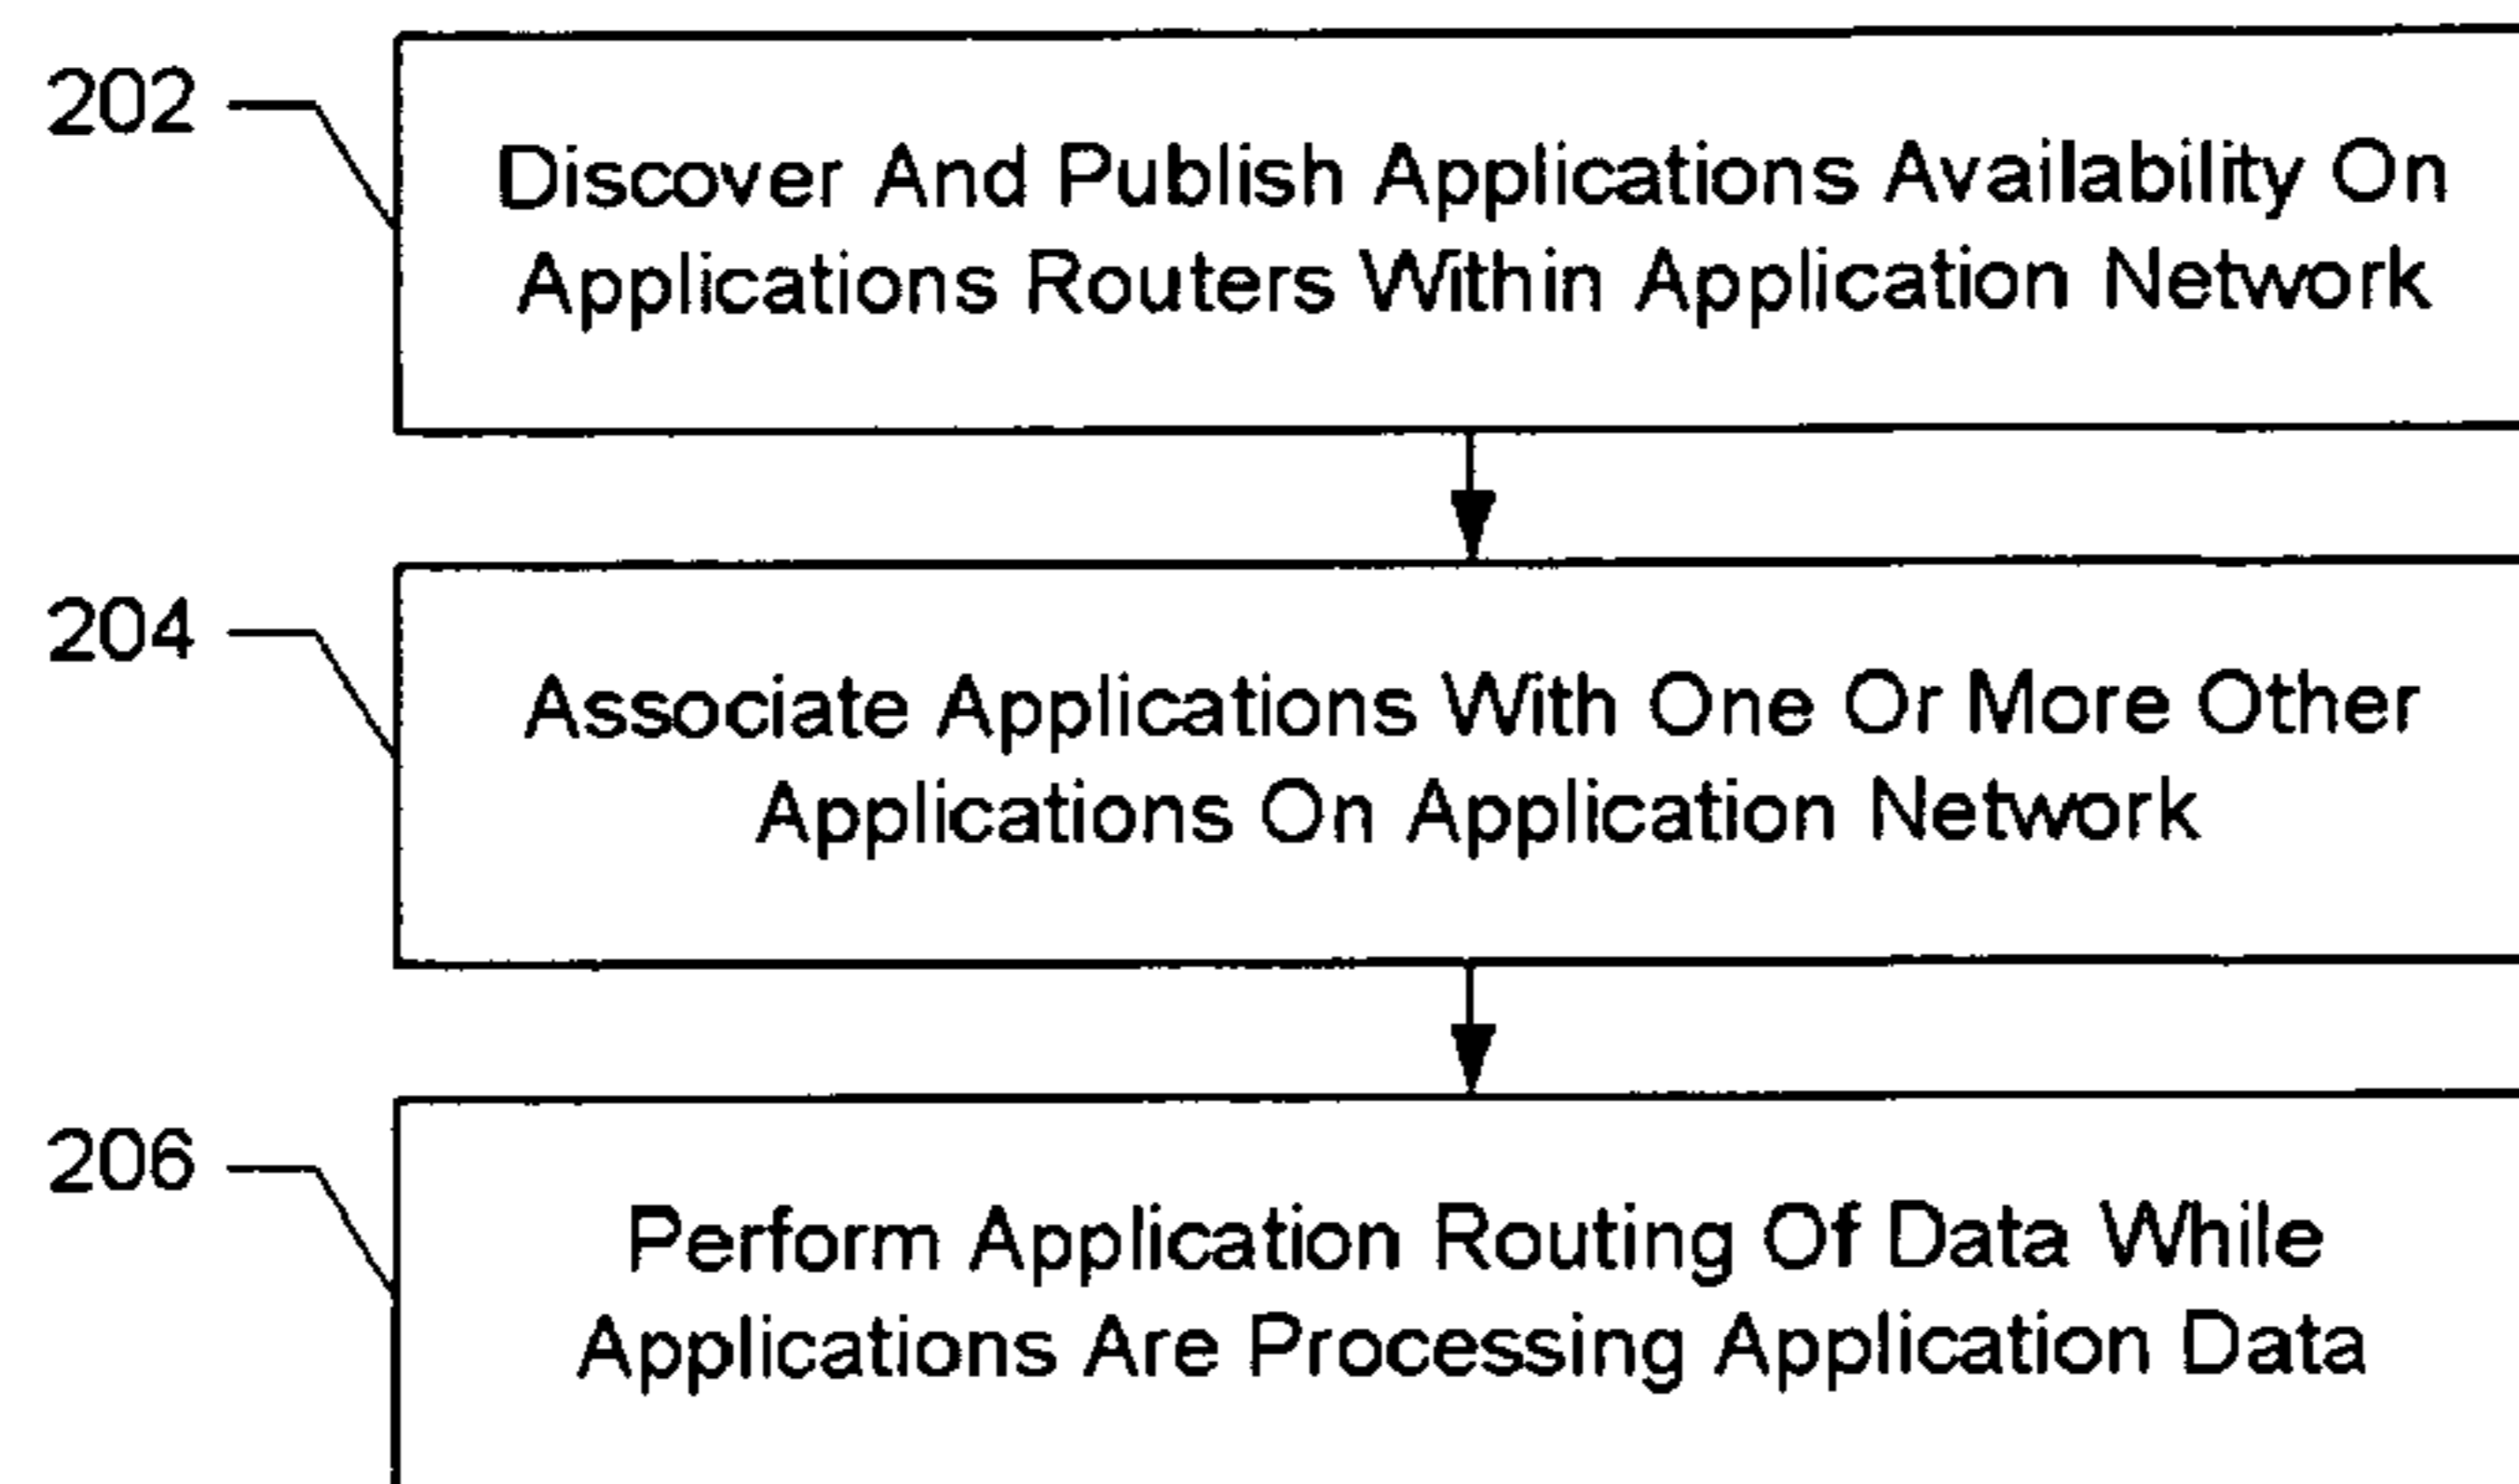 202
Discover And Publish Applications Availability On
Applications Routers Within Application Network
204
Associate Applications With One Or More Other
Applications On Application Network
206
Perform Application Routing Of Data While
Applications Are Processing Application Data